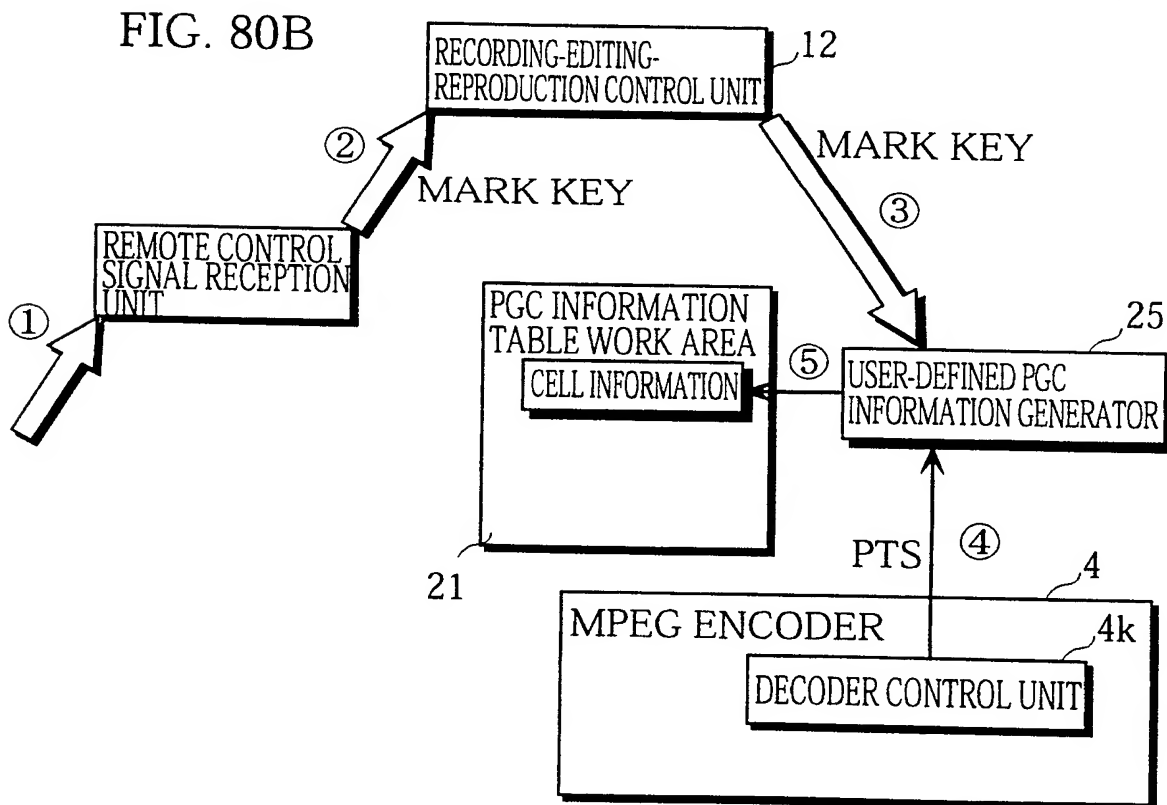 FIG. 80B
RECORDING-EDITING-
REPRODUCTION CONTROL UNIT
12
②
MARK KEY
MARK KEY
③
REMOTE CONTROL
SIGNAL RECEPTION
UNIT
①
PGC INFORMATION
TABLE WORK AREA
CELL INFORMATION
21
⑤
25
USER-DEFINED PGC
INFORMATION GENERATOR
PTS
④
4
MPEG ENCODER
4k
DECODER CONTROL UNIT